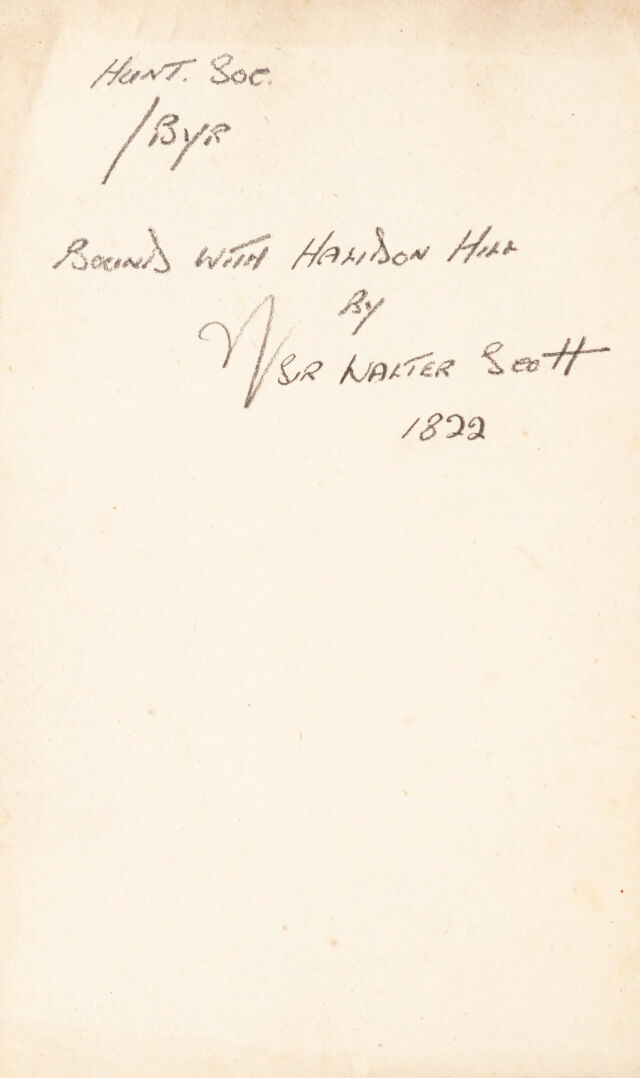 HUNT. SOC.
/BYR
BOUND WITH HALIDON HILL
BY
SIR WALTER SCOTT
1822